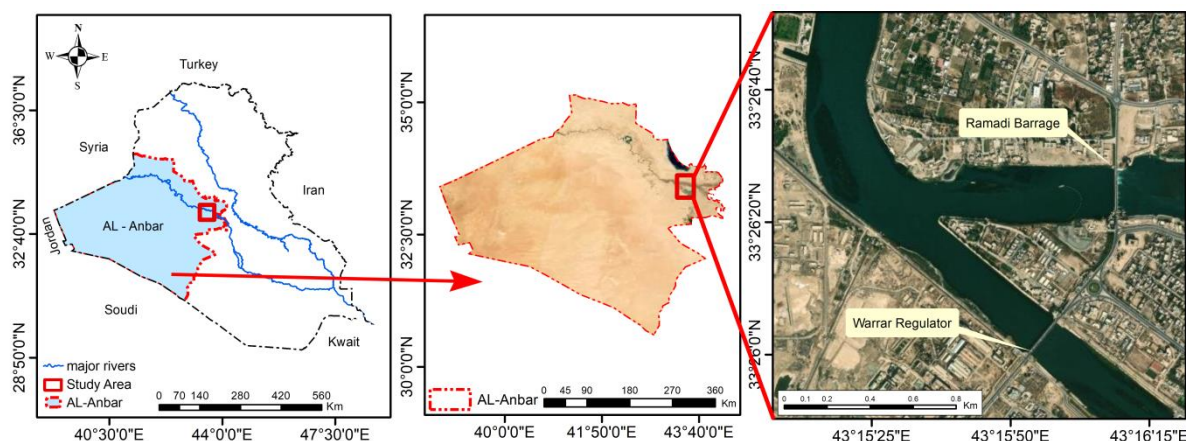 N
W E
S
Turkey
Syria
Iran
Jordan
AL - Anbar
Soudi
Kwait
major rivers
Study Area
AL-Anbar
0 70 140 280 420 560
Km
36°30'0"N
32°40'0"N
28°50'0"N
40°30'0"E 44°0'0"E 47°30'0"E
35°0'0"N
32°30'0"N
30°0'0"N
AL-Anbar
0 45 90 180 270 360
Km
40°0'0"E 41°50'0"E 43°40'0"E
Ramadi Barrage
Warrar Regulator
0 0.1 0.2 0.4 0.6 0.8
Km
33°26'40"N
33°26'20"N
33°26'0"N
43°15'25"E 43°15'50"E 43°16'15"E